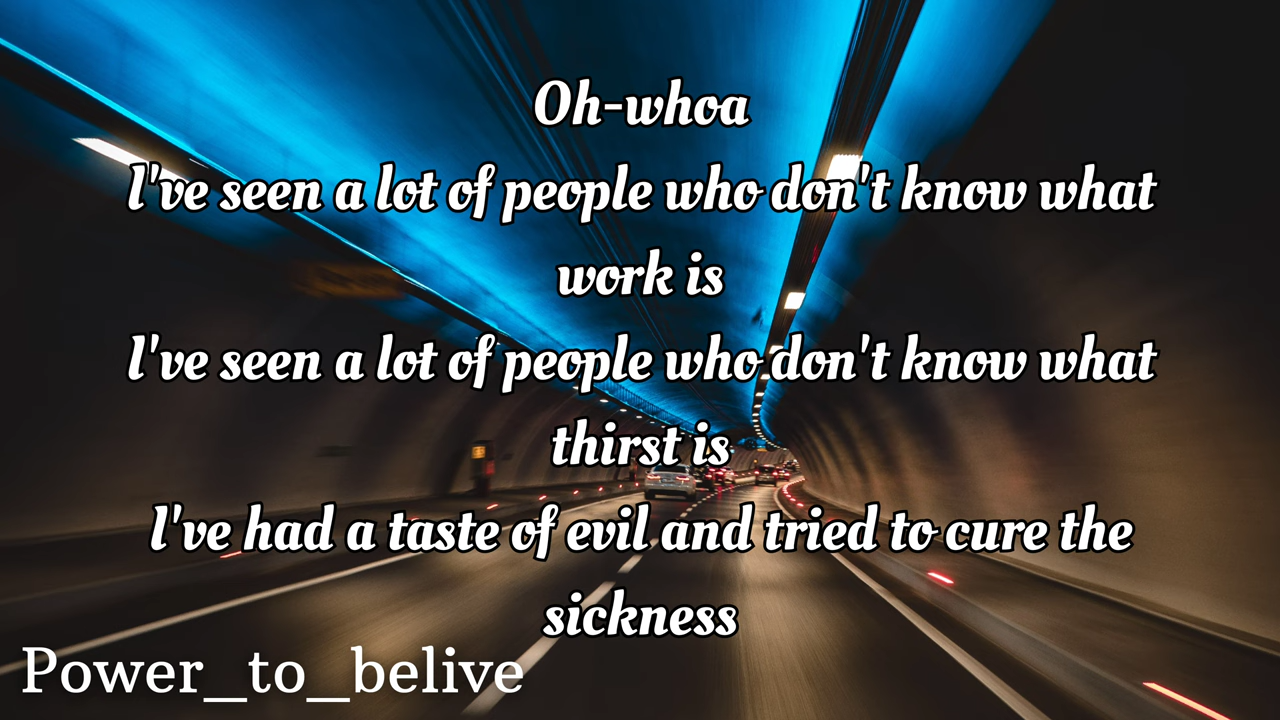 Oh-whoa
I've seen a lot of people who don't know what
work is
I've seen a lot of people who don't know what
thirst is
I've had a taste of evil and tried to cure the
sickness
Power_to_belive